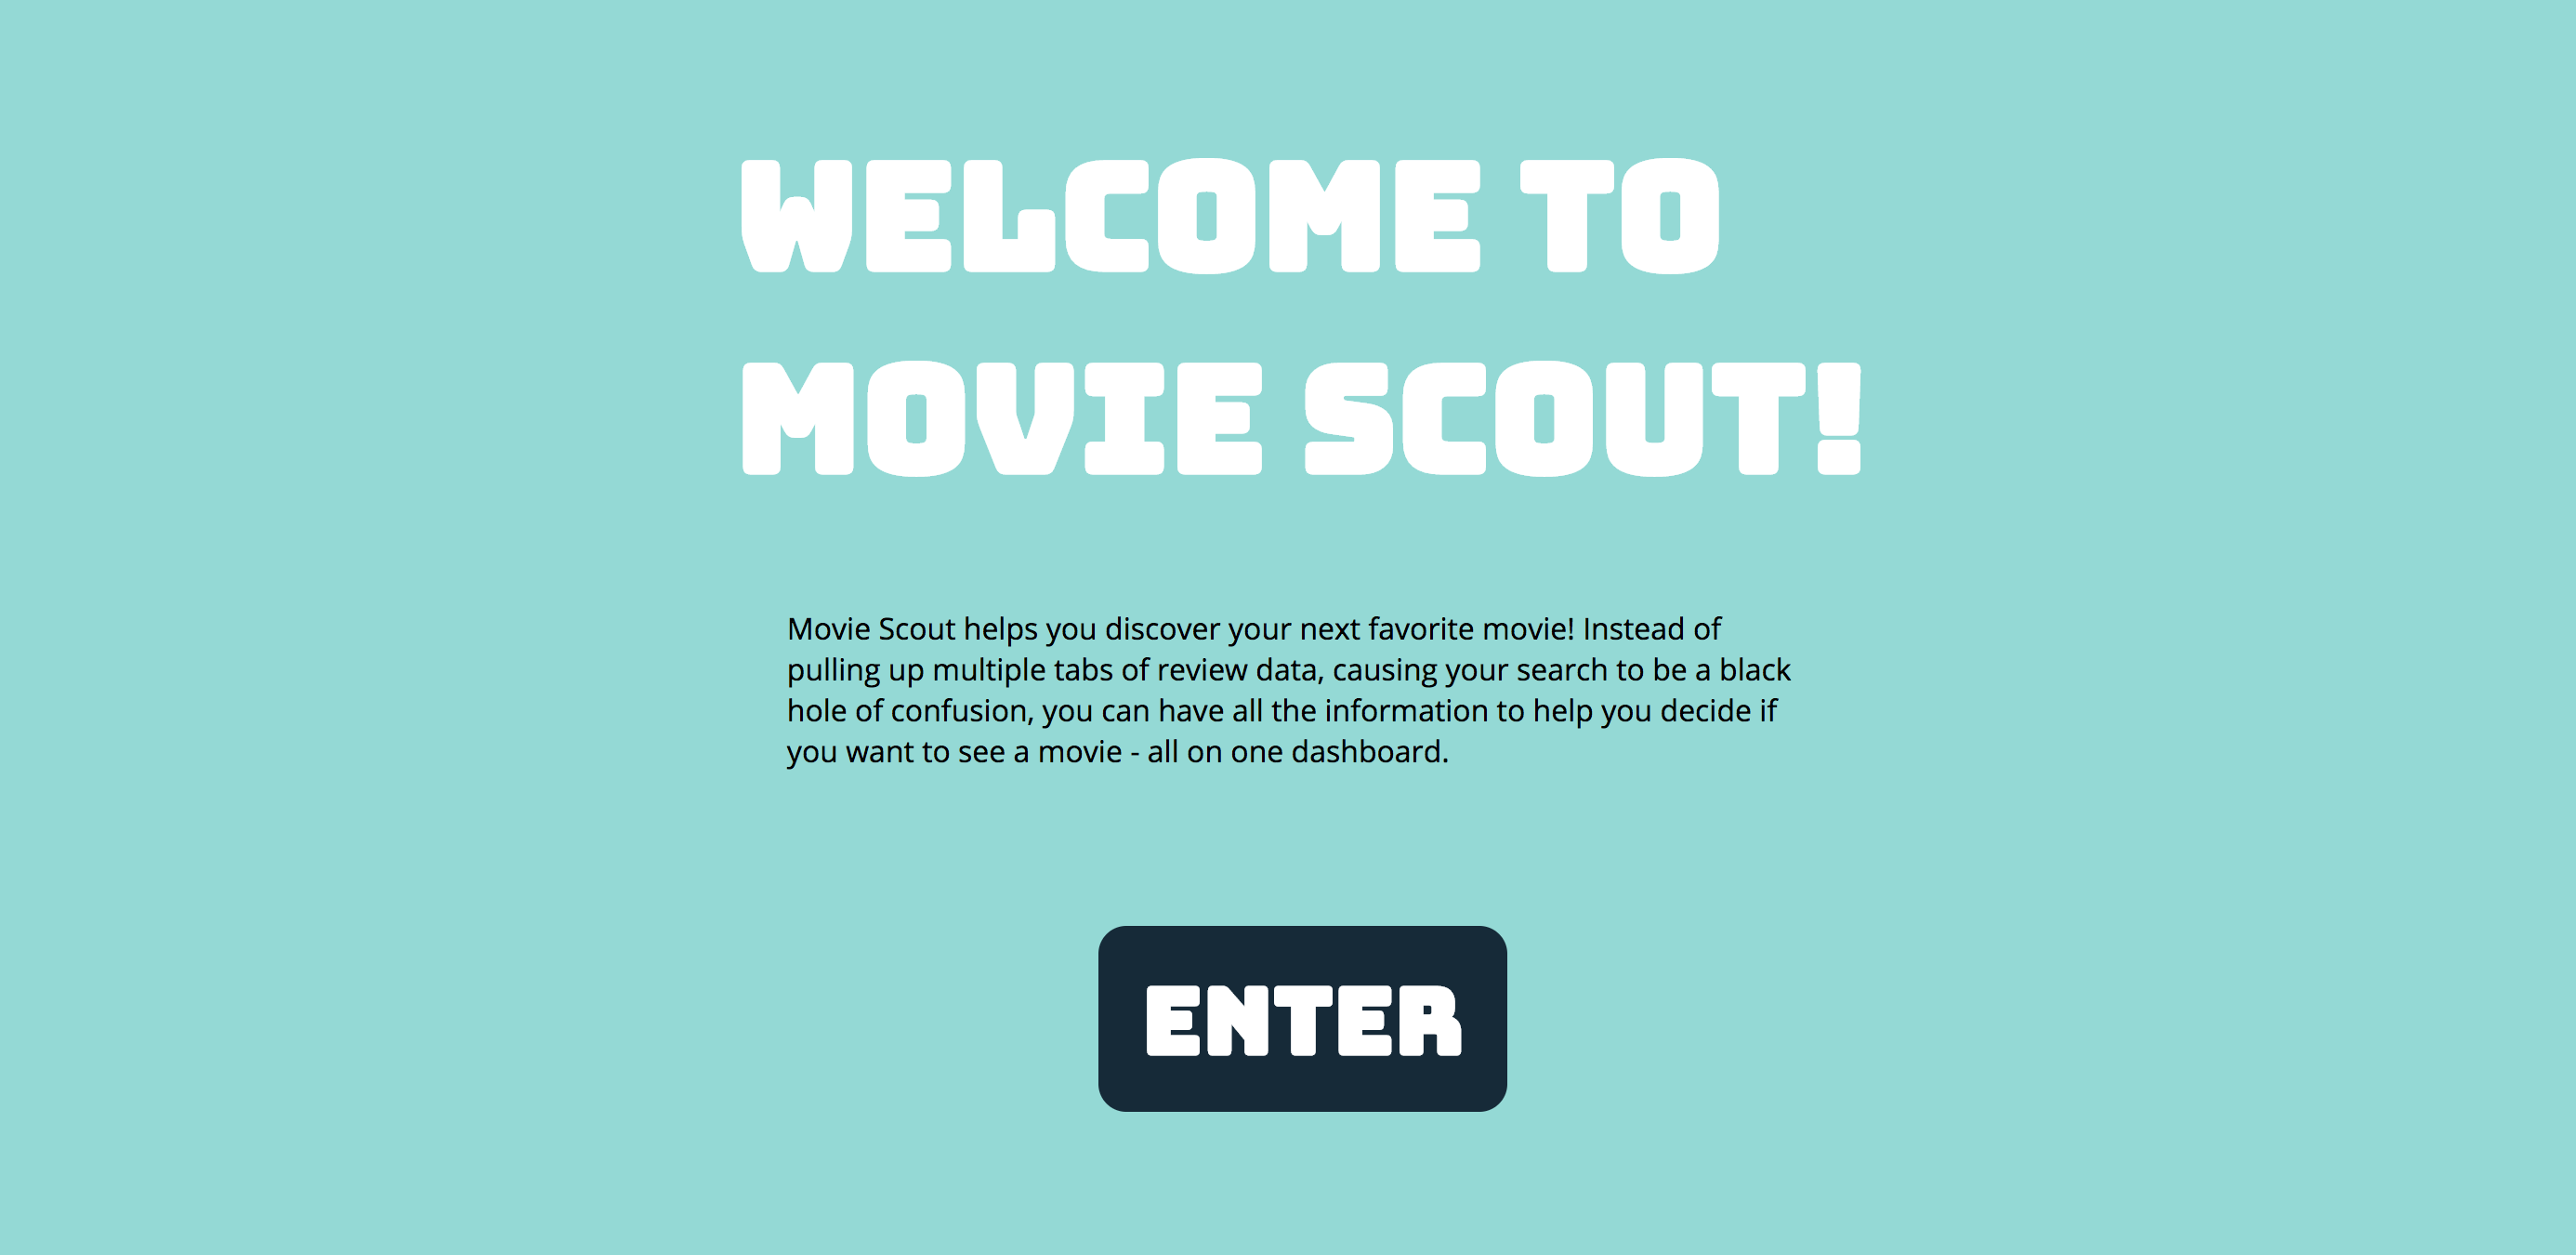 WELCOME TO
MOVIE SCOUT!
Movie Scout helps you discover your next favorite movie! Instead of
pulling up multiple tabs of review data, causing your search to be a black
hole of confusion, you can have all the information to help you decide if
you want to see a movie - all on one dashboard.
ENTER